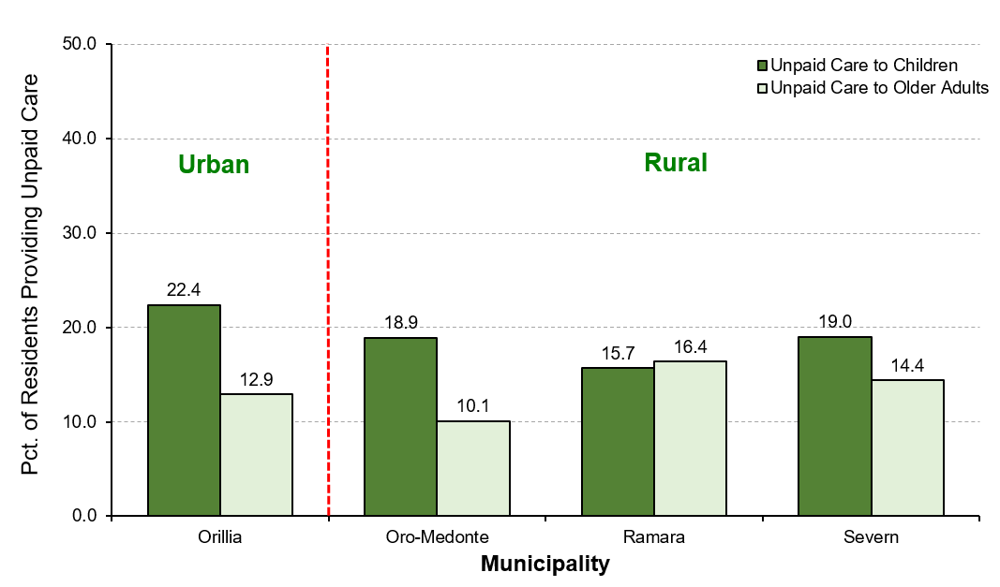 Pct. of Residents Providing Unpaid Care
50.0
40.0
30.0
20.0
10.0
0.0
Unpaid Care to Children
Unpaid Care to Older Adults
Urban
Rural
22.4
12.9
18.9
10.1
15.7
16.4
19.0
14.4
Orillia
Oro-Medonte
Ramara
Severn
Municipality